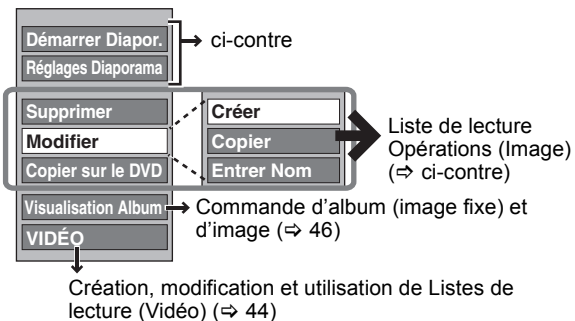 Démarrer Diapor.
ci-contre
Réglages Diaporama
Supprimer
Modifier
Copier sur le DVD
Créer
Copier
Entrer Nom
Liste de lecture
Opérations (Image)
(⇨ ci-contre)
Visualisation Album
Commande d'album (image fixe) et
d'image (⇨ 46)
VIDÉO
Création, modification et utilisation de Listes de
lecture (Vidéo) (⇨ 44)